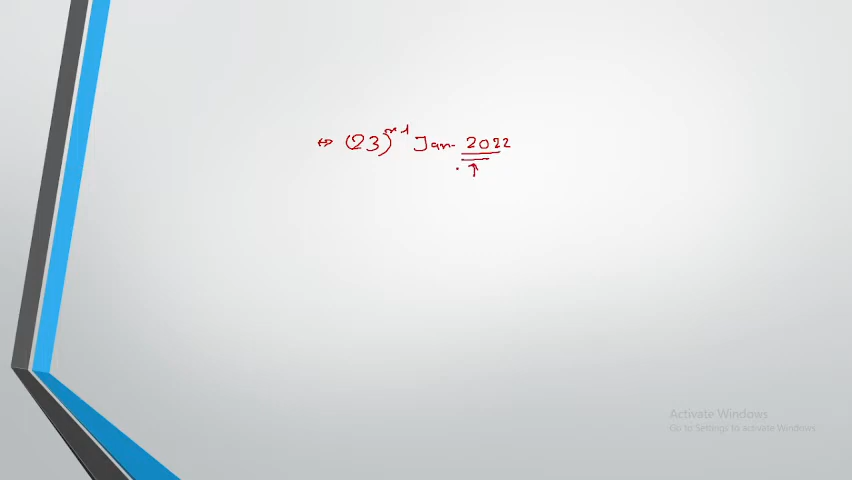 ⇔ (23)rd Jan. 2022
Activate Windows
Go to Settings to activate Windows.